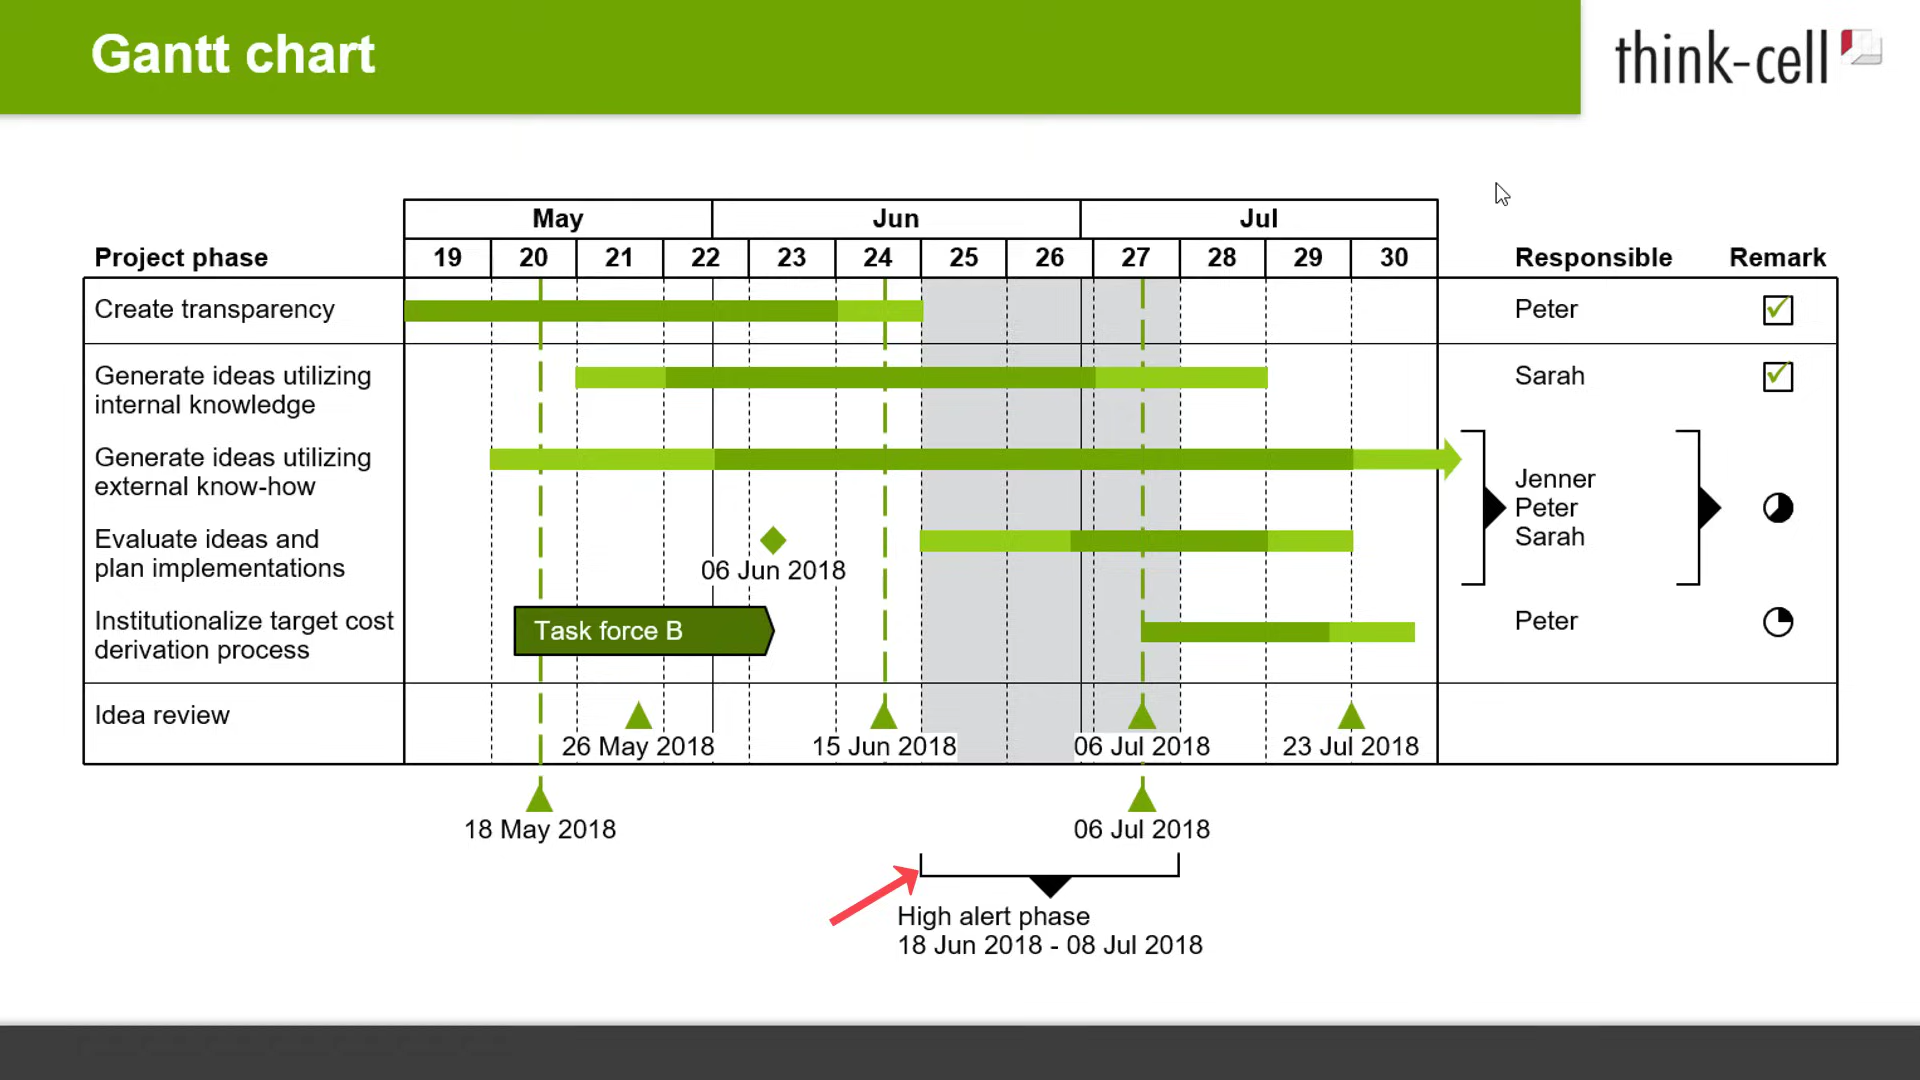 Gantt chart
think-cell
May Jun Jul
Project phase 19 20 21 22 23 24 25 26 27 28 29 30 Responsible Remark
Create transparency Peter
Generate ideas utilizing Sarah
internal knowledge
Generate ideas utilizing
external know-how
Jenner
Peter
Sarah
Evaluate ideas and
plan implementations
06 Jun 2018
Institutionalize target cost
derivation process
Task force B
Peter
Idea review
26 May 2018 15 Jun 2018 06 Jul 2018 23 Jul 2018
18 May 2018 06 Jul 2018
High alert phase
18 Jun 2018 - 08 Jul 2018